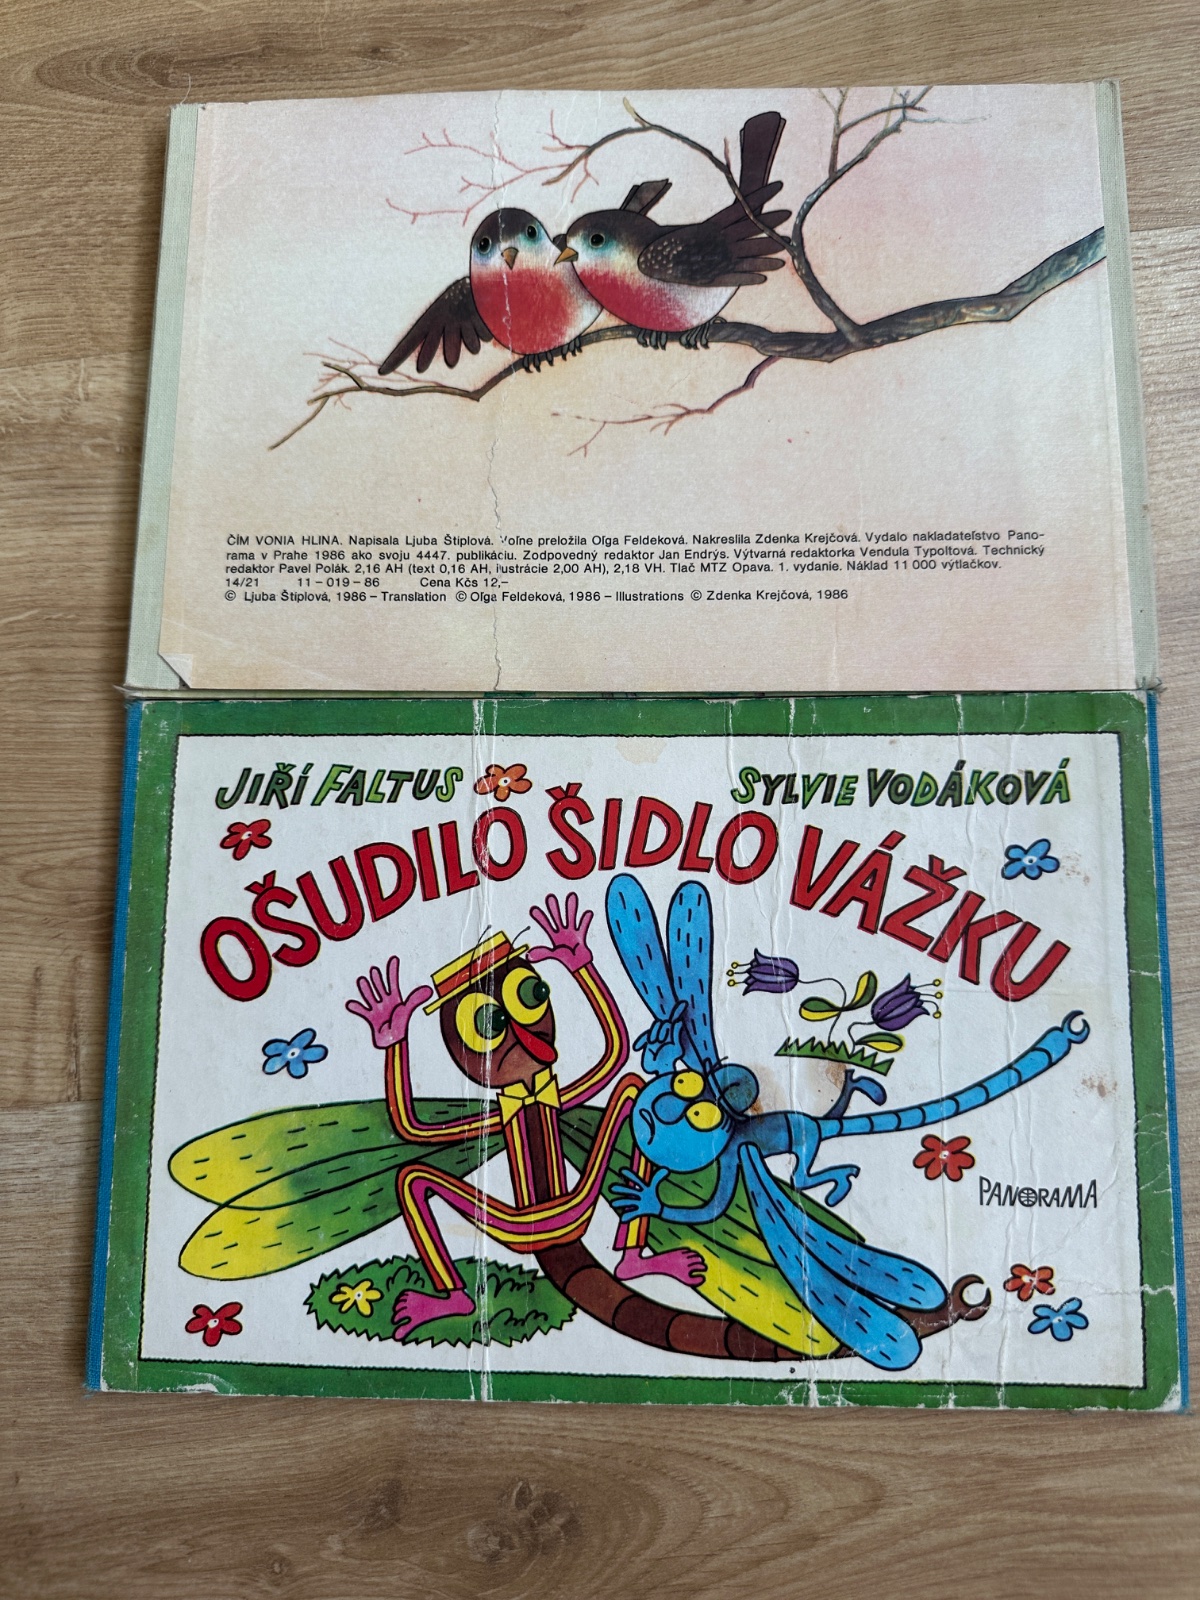 ČÍM VONIA HLINA. Napísala Ljuba Štiplová. Voľne preložila Oľga Feldeková. Nakreslila Zdenka Krejčová. Vydalo nakladateľstvo Pano-
rama v Prahe 1986 ako svoju 4447. publikáciu. Zodpovedný redaktor Jan Endrýs. Výtvarná redaktorka Vendula Typoltová. Technický
redaktor Pavel Polák. 2,16 AH (text 0,16 AH, ilustrácie 2,00 AH), 2,18 VH. Tlač MTZ Opava. 1. vydanie. Náklad 11 000 výtlačkov.
14/21 11–019–86 Cena Kčs 12,–
© Ljuba Štiplová, 1986 – Translation © Oľga Feldeková, 1986 – Illustrations © Zdenka Krejčová, 1986
JIŘÍ FALTUS SYLVIE VODÁKOVÁ
OŠUDILO ŠIDLO VÁŽKU
PANORAMA